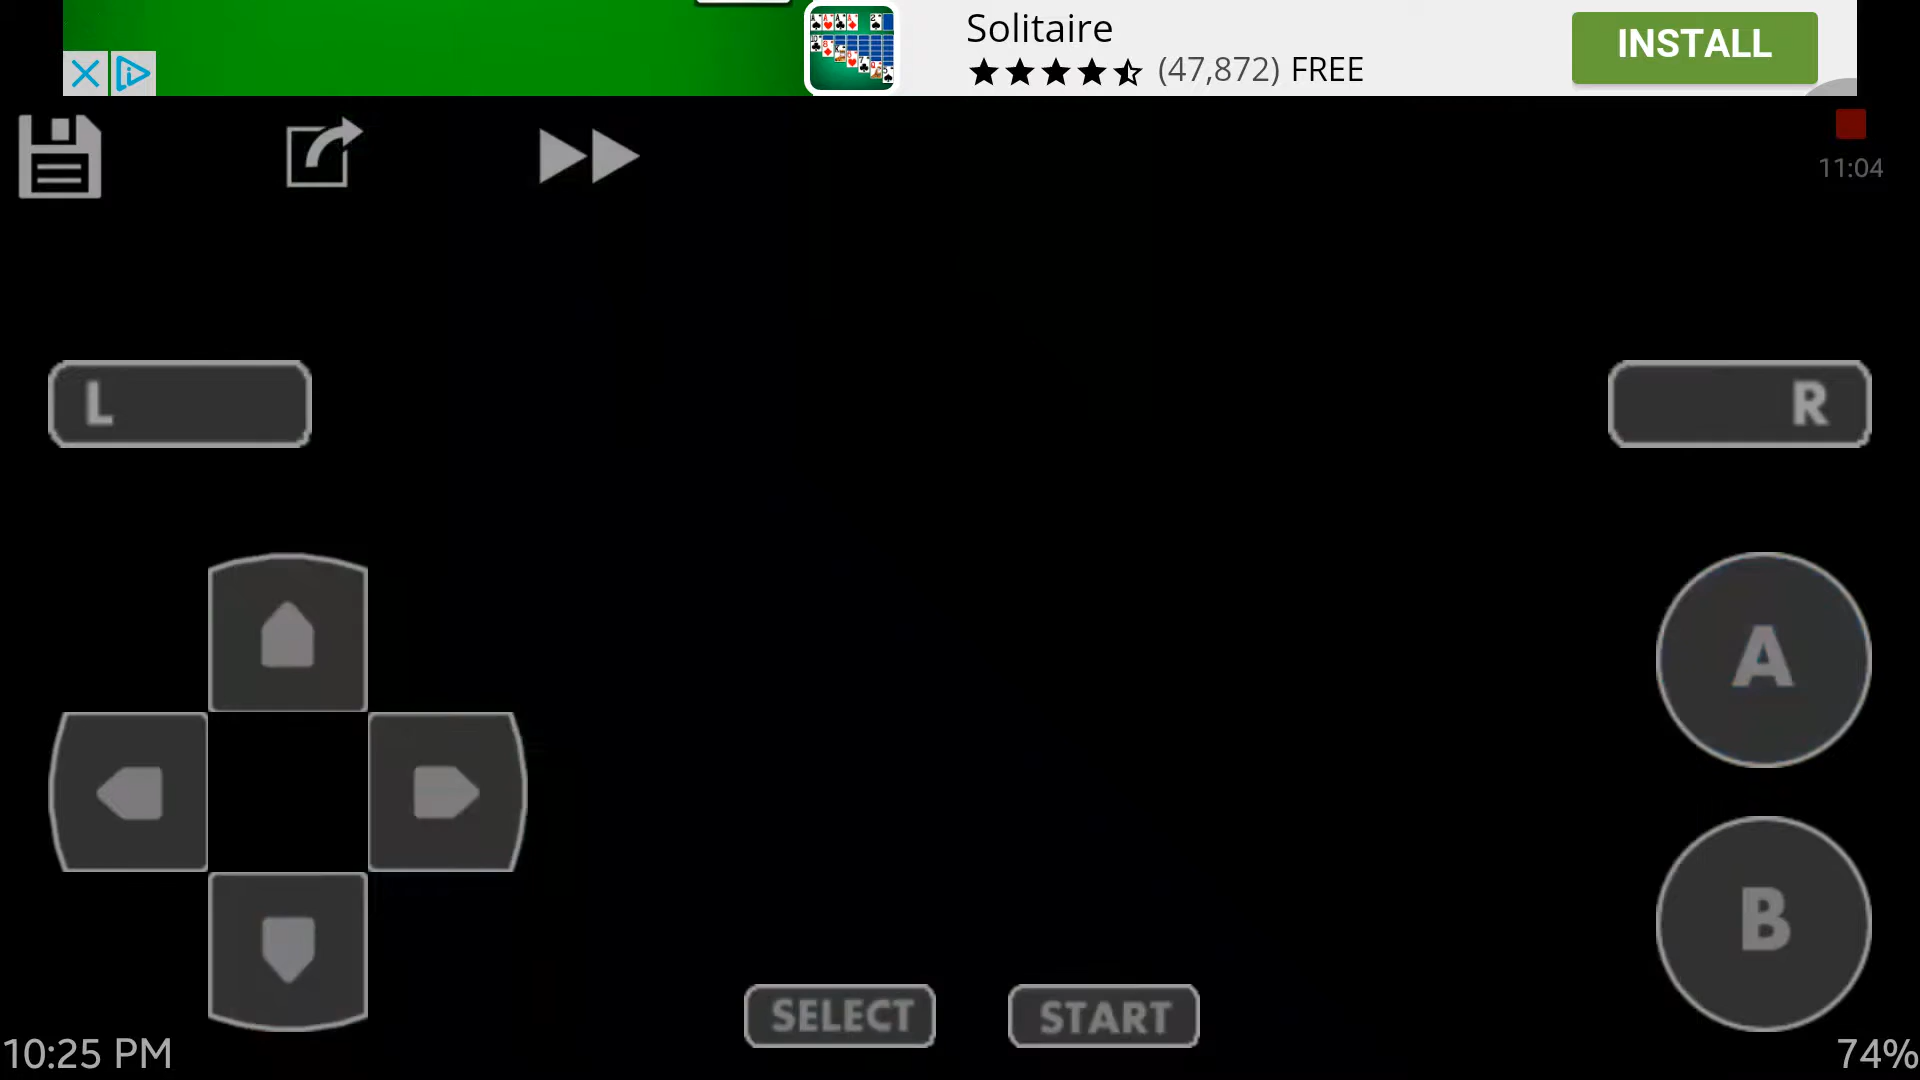 Solitaire
(47,872) FREE
INSTALL
11:04
L
R
A
B
SELECT
START
10:25 PM
74%